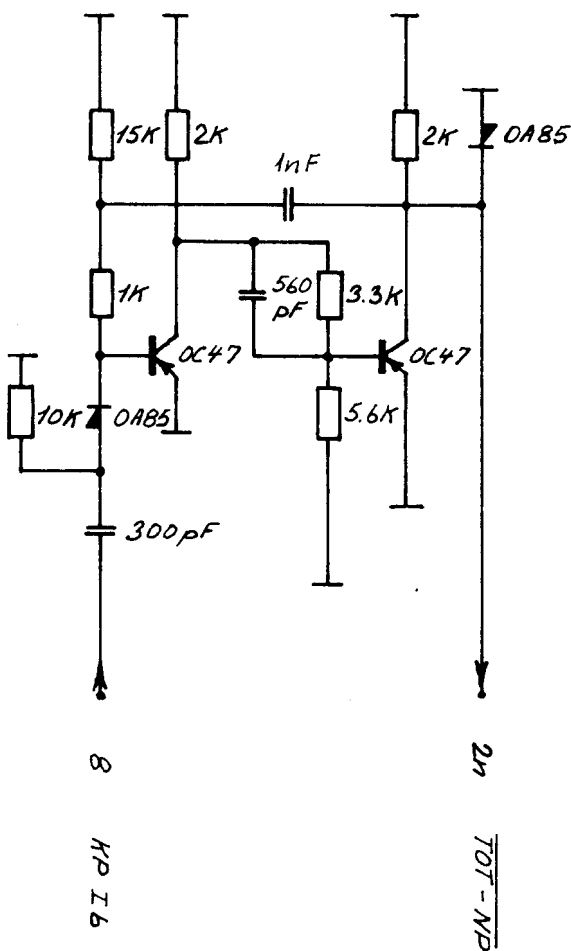 15K
2K
2K
OA85
1nF
1K
560
pF
3.3K
OC47
OC47
10K
OA85
5.6K
300pF
8 KP I6
2n TOT-NP